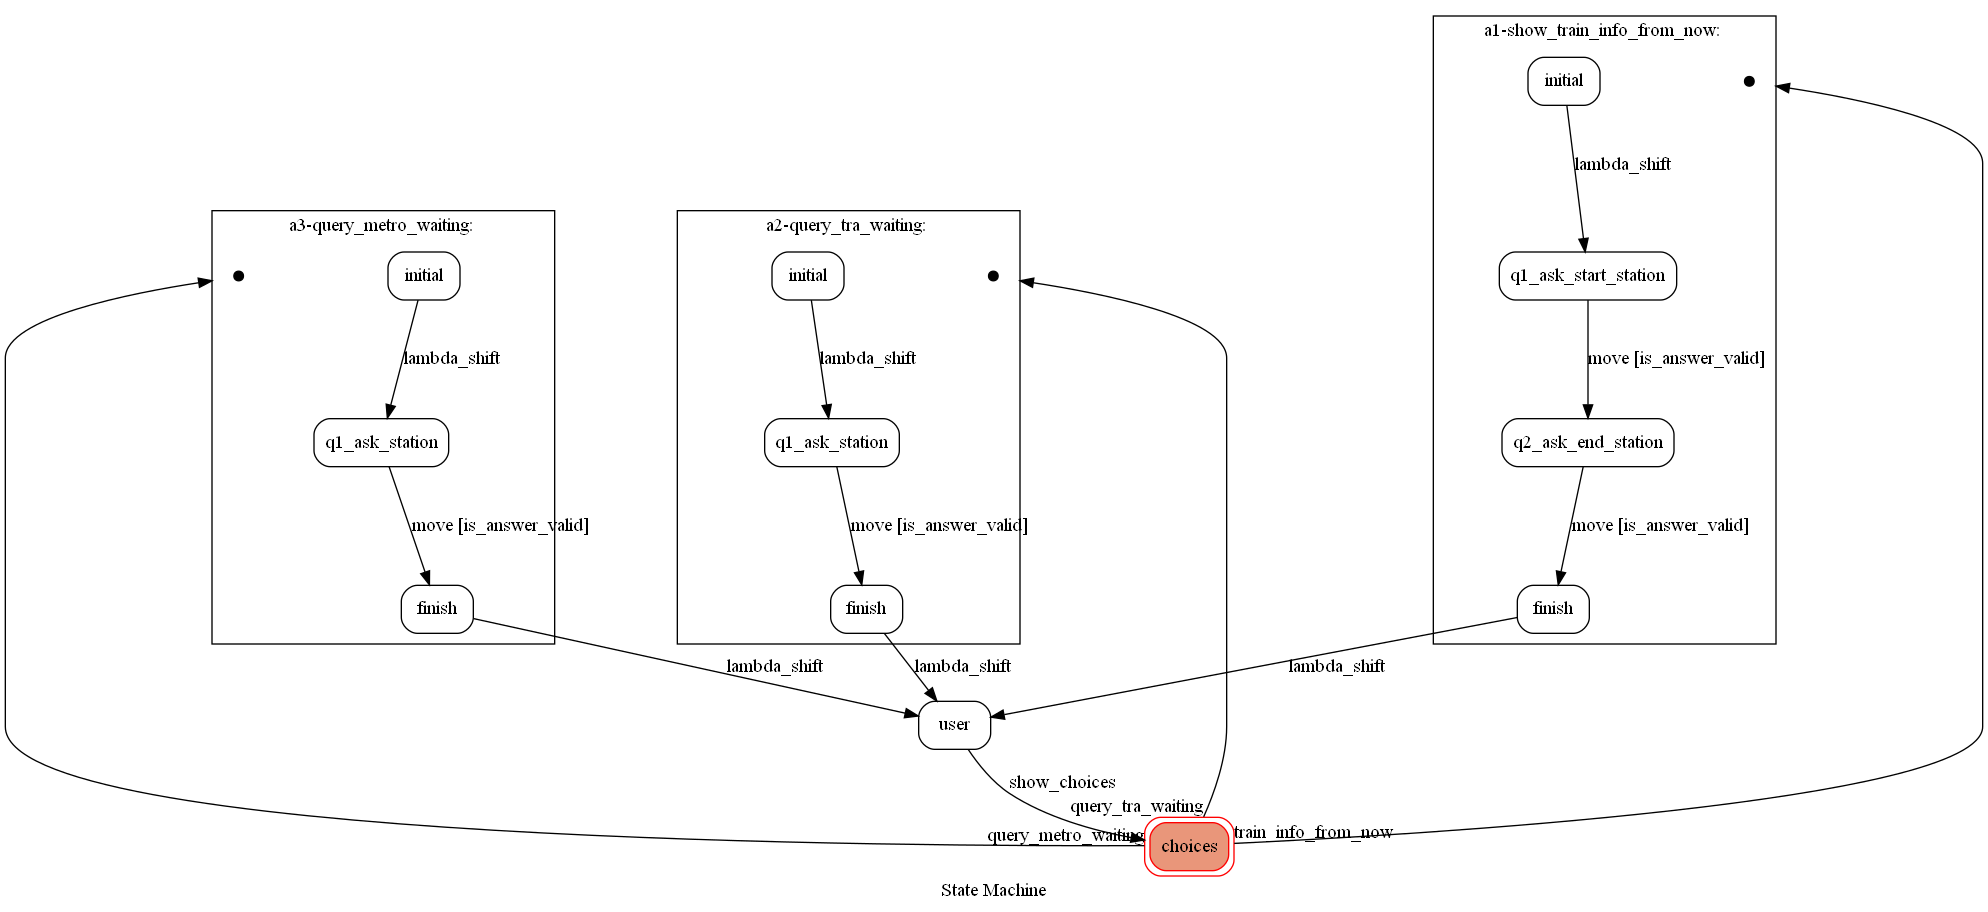 a1-show_train_info_from_now:
initial
lambda_shift
q1_ask_start_station
move [is_answer_valid]
q2_ask_end_station
move [is_answer_valid]
finish
lambda_shift
a3-query_metro_waiting:
initial
lambda_shift
q1_ask_station
move [is_answer_valid]
finish
lambda_shift
a2-query_tra_waiting:
initial
lambda_shift
q1_ask_station
move [is_answer_valid]
finish
lambda_shift
user
show_choices
query_tra_waiting
query_metro_waiting
train_info_from_now
choices
State Machine